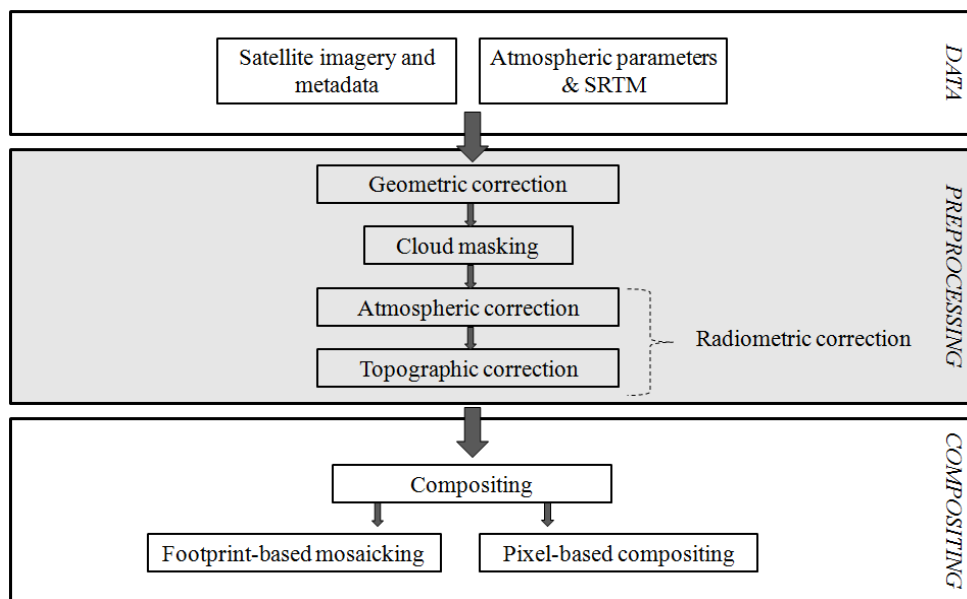 Satellite imagery and
metadata
Atmospheric parameters
& SRTM
DATA
Geometric correction
Cloud masking
Atmospheric correction
Topographic correction
Radiometric correction
PREPROCESSING
Compositing
Footprint-based mosaicking
Pixel-based compositing
COMPOSITING